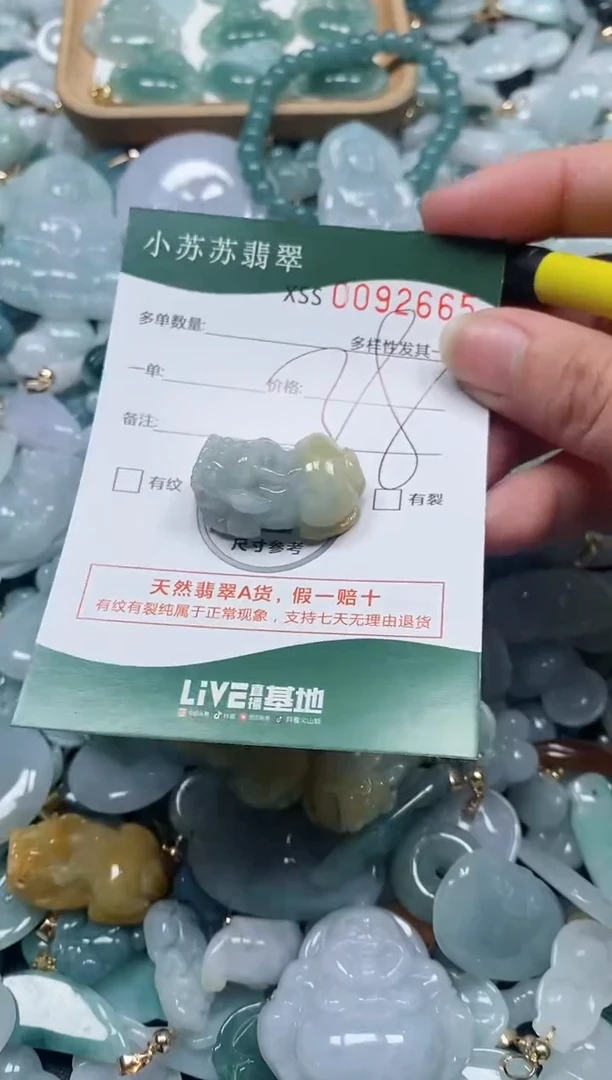 小苏苏翡翠
XSS 0092665
多单数量:
多样性发其一
一单:
价格:
备注:
有纹
有裂
尺寸参考
天然翡翠A货，假一赔十
有纹有裂纯属于正常现象，支持七天无理由退货
LiVE直播基地